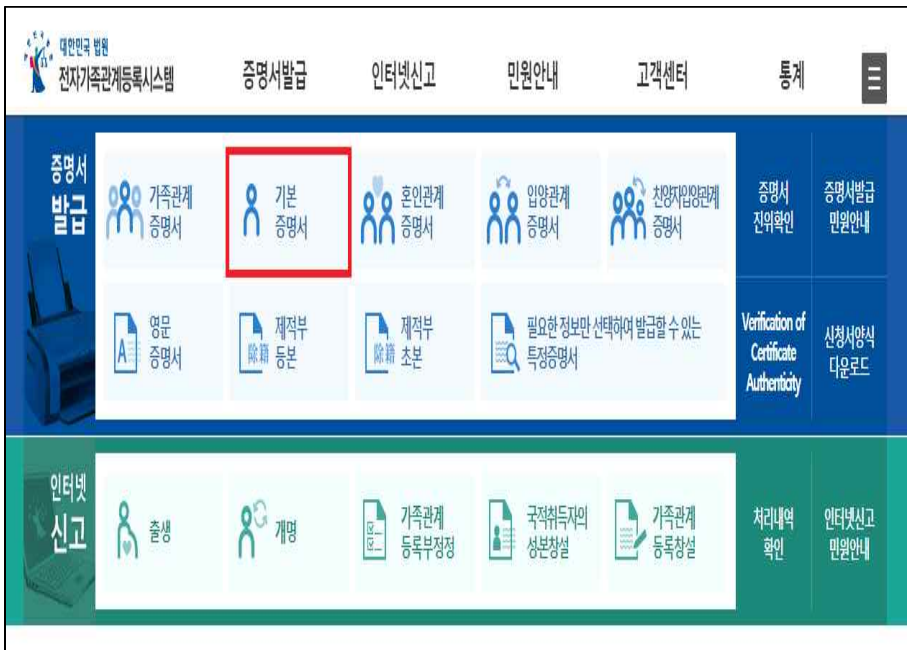 대한민국 법원
전자가족관계등록시스템
증명서발급
인터넷신고
민원안내
고객센터
통계
증명서
발급
가족관계
증명서
기본
증명서
혼인관계
증명서
입양관계
증명서
친양자입양관계
증명서
증명서
진위확인
증명서발급
민원안내
A
영문
증명서
除籍
제적부
등본
除籍
제적부
초본
필요한 정보만 선택하여 발급할 수 있는
특정증명서
Verification of
Certificate
Authenticity
신청서양식
다운로드
인터넷
신고
출생
개명
가족관계
등록부정정
국적취득자의
성본창설
가족관계
등록창설
처리내역
확인
인터넷신고
민원안내